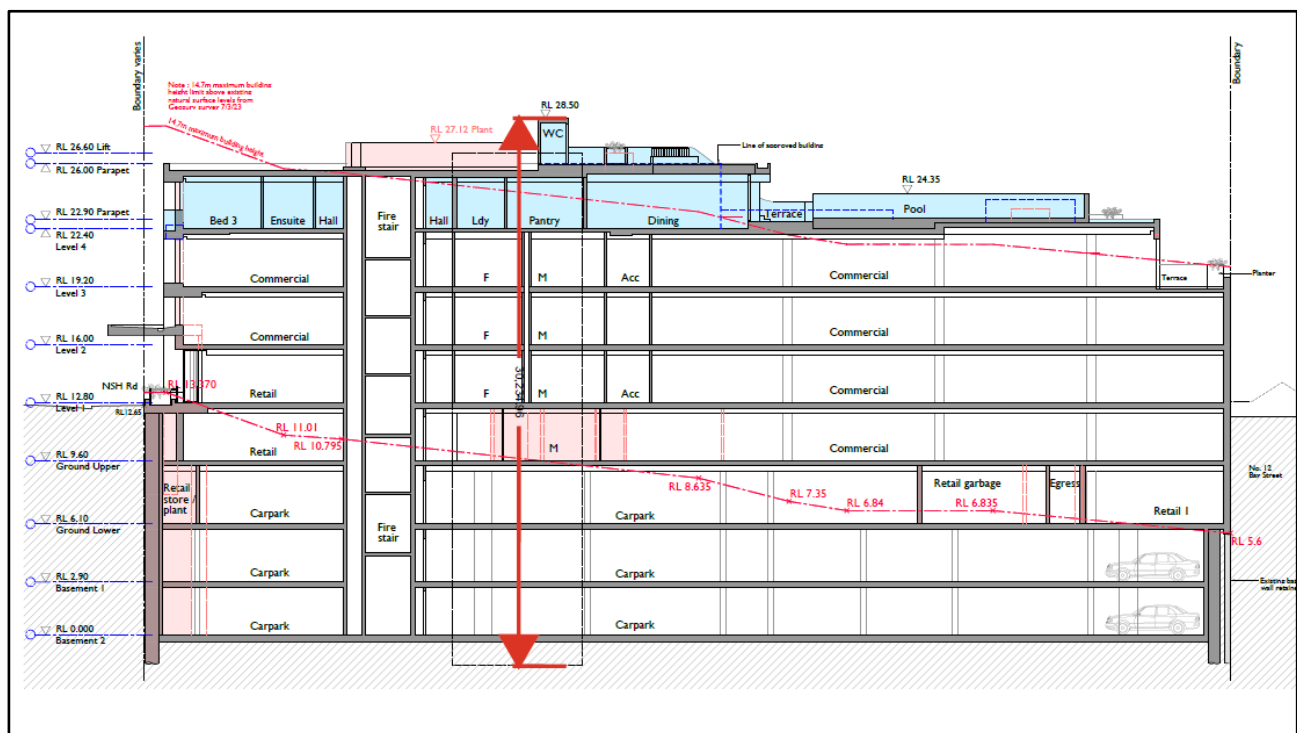 Boundary varies
Boundary
Note : 14.7m maximum building
height limit above existing
natural surface levels from
Geosurv survey 7/3/23
14.7m maximum building height
RL 28.50
WC
RL 27.12 Plant
Line of approved building
RL 26.60 Lift
RL 26.00 Parapet
RL 24.35
RL 22.90 Parapet
RL 22.40
Level 4
Bed 3
Ensuite
Hall
Fire
stair
Hall
Ldy
Pantry
Dining
Terrace
Pool
RL 19.20
Level 3
Commercial
F
M
Acc
Commercial
Terrace
Planter
RL 16.00
Level 2
Commercial
F
M
Commercial
NSH Rd
RL 13.370
RL 12.80
Level 1
RL12.65
Retail
F
M
Acc
Commercial
RL 11.01
RL 10.795
RL 9.60
Ground Upper
Retail
M
Commercial
No. 12
RL 8.635
RL 7.35
RL 6.84
RL 6.835
Retail
store /
plant
Retail garbage
Egress
RL 6.10
Ground Lower
Carpark
Fire
stair
Carpark
Retail 1
RL 5.6
RL 2.90
Basement 1
Carpark
Carpark
Existing
wall
RL 0.000
Basement 2
Carpark
Carpark